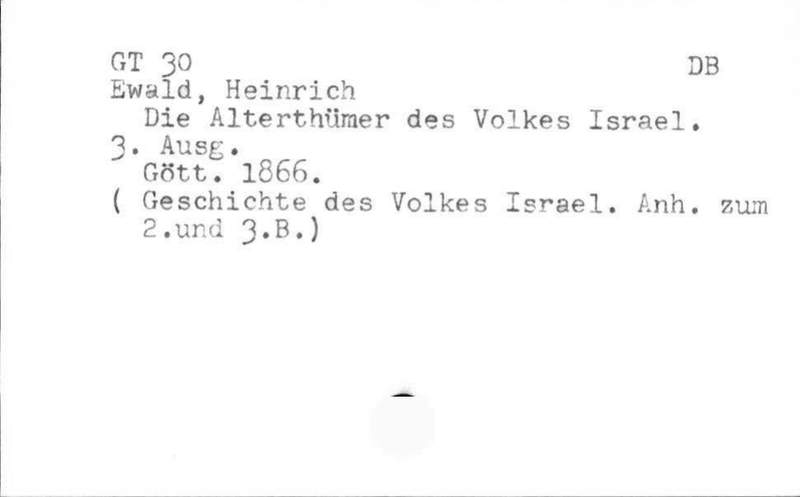 GT 30 DB
Ewald, Heinrich
Die Alterthümer des Volkes Israel.
3. Ausg.
Gött. 1866.
( Geschichte des Volkes Israel. Anh. zum
2.und 3.B.)